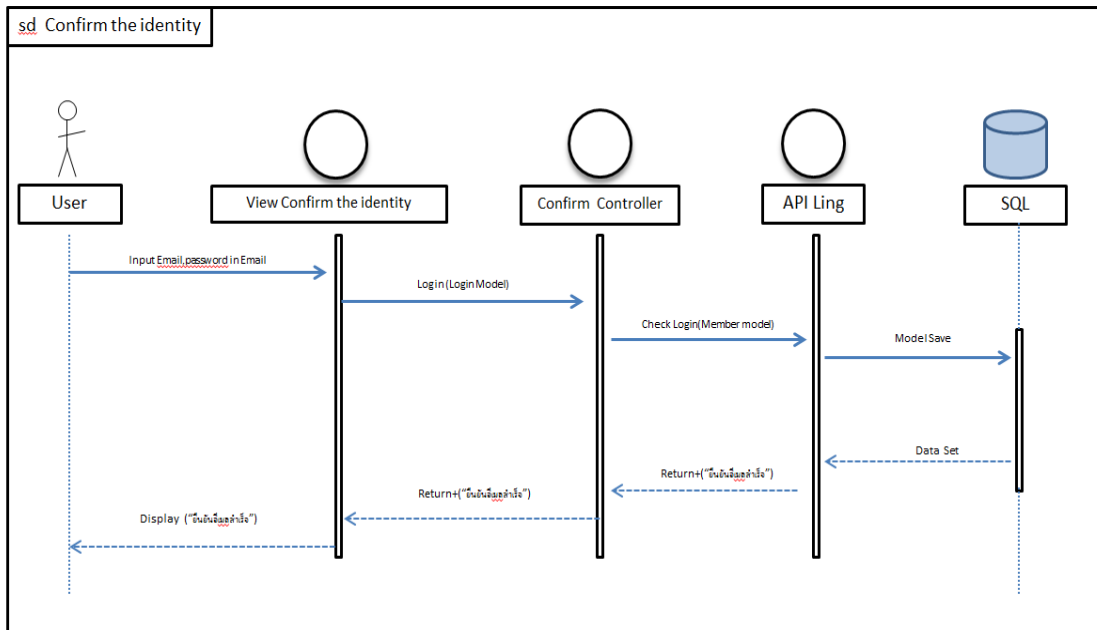 sd Confirm the identity
User
View Confirm the identity
Confirm Controller
API Ling
SQL
Input Email,password in Email
Login (Login Model)
Check Login(Member model)
Model Save
Data Set
Return+("ยืนยันอีเมลสำเร็จ")
Return+("ยืนยันอีเมลสำเร็จ")
Display ("ยืนยันอีเมลสำเร็จ")